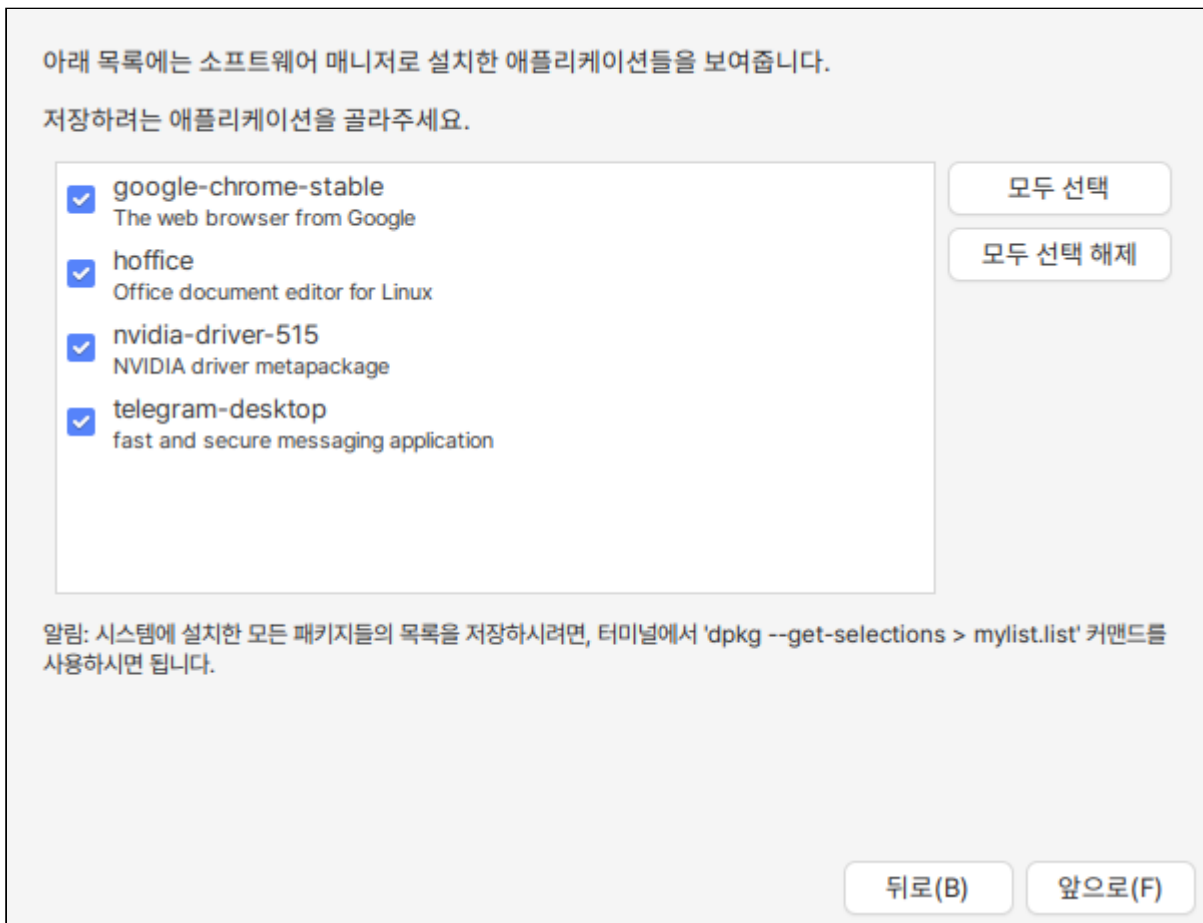 아래 목록에는 소프트웨어 매니저로 설치한 애플리케이션들을 보여줍니다.
저장하려는 애플리케이션을 골라주세요.
google-chrome-stable
The web browser from Google
hoffice
Office document editor for Linux
nvidia-driver-515
NVIDIA driver metapackage
telegram-desktop
fast and secure messaging application
모두 선택
모두 선택 해제
알림: 시스템에 설치한 모든 패키지들의 목록을 저장하시려면, 터미널에서 'dpkg --get-selections > mylist.list' 커맨드를
사용하시면 됩니다.
뒤로(B)
앞으로(F)